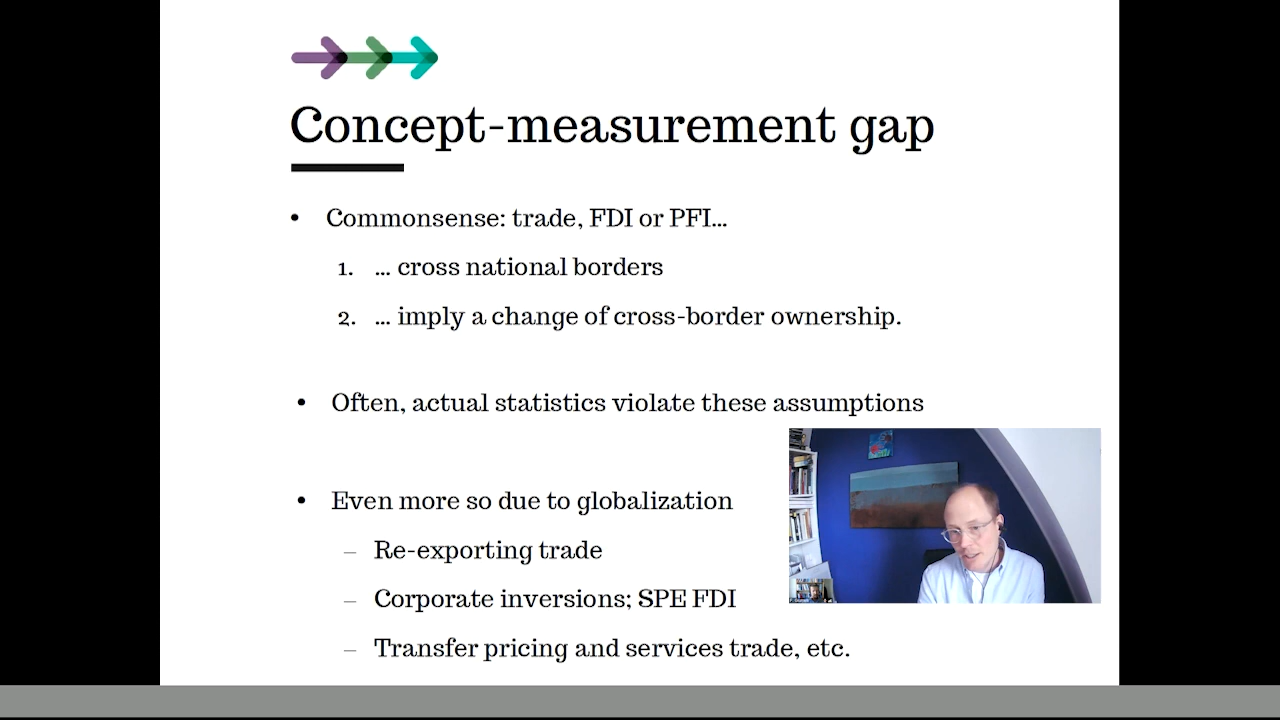 Concept-measurement gap
• Commonsense: trade, FDI or PFI...
1. ... cross national borders
2. ... imply a change of cross-border ownership.
• Often, actual statistics violate these assumptions
• Even more so due to globalization
– Re-exporting trade
– Corporate inversions; SPE FDI
– Transfer pricing and services trade, etc.